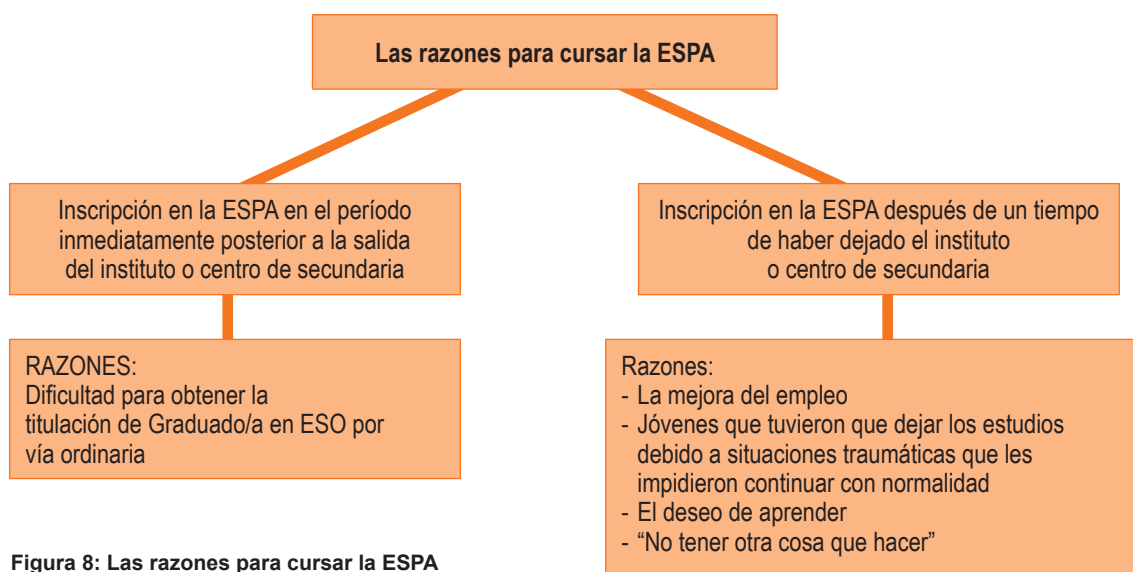 Las razones para cursar la ESPA
Inscripción en la ESPA en el período
inmediatamente posterior a la salida
del instituto o centro de secundaria
Inscripción en la ESPA después de un tiempo
de haber dejado el instituto
o centro de secundaria
RAZONES:
Dificultad para obtener la
titulación de Graduado/a en ESO por
vía ordinaria
Razones:
- La mejora del empleo
- Jóvenes que tuvieron que dejar los estudios
debido a situaciones traumáticas que les
impidieron continuar con normalidad
- El deseo de aprender
- “No tener otra cosa que hacer”
Figura 8: Las razones para cursar la ESPA